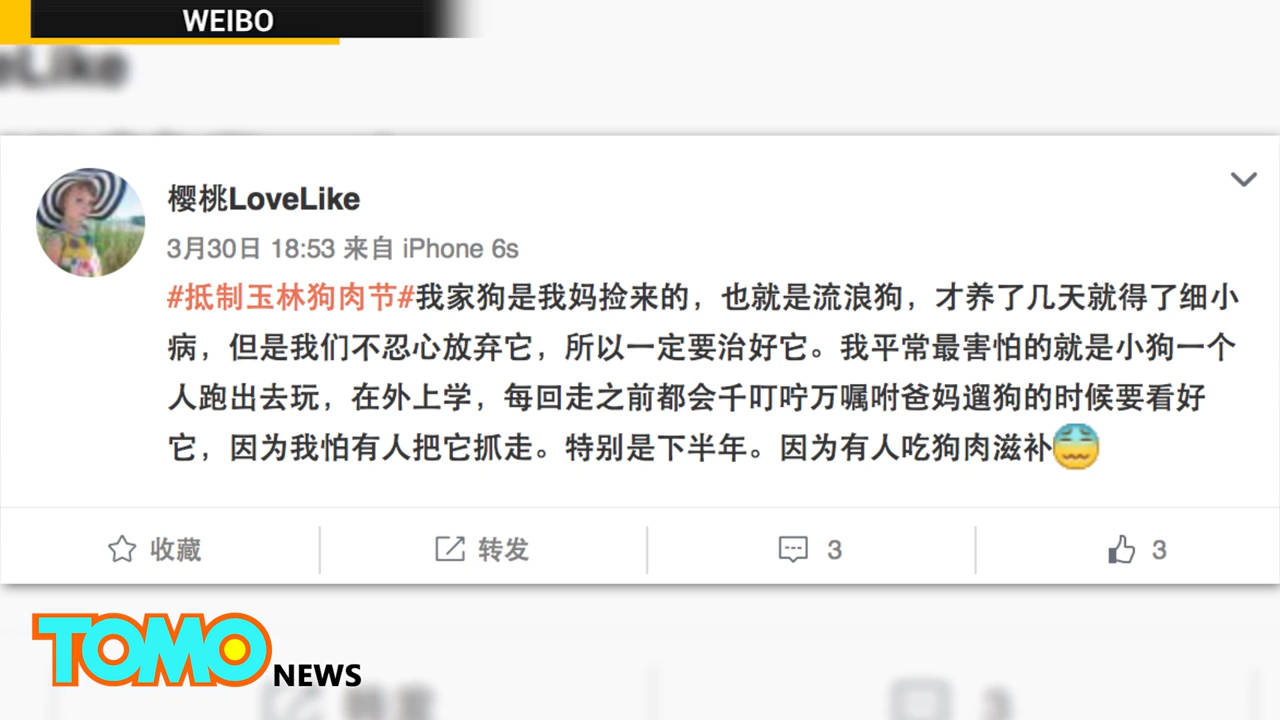 WEIBO
eLike
樱桃LoveLike
3月30日 18:53 来自 iPhone 6s
#抵制玉林狗肉节#我家狗是我妈捡来的，也就是流浪狗，才养了几天就得了细小
病，但是我们不忍心放弃它，所以一定要治好它。我平常最害怕的就是小狗一个
人跑出去玩，在外上学，每回走之前都会千叮咛万嘱咐爸妈遛狗的时候要看好
它，因为我怕有人把它抓走。特别是下半年。因为有人吃狗肉滋补
收藏 转发 3 3
TOMO NEWS
转发 3